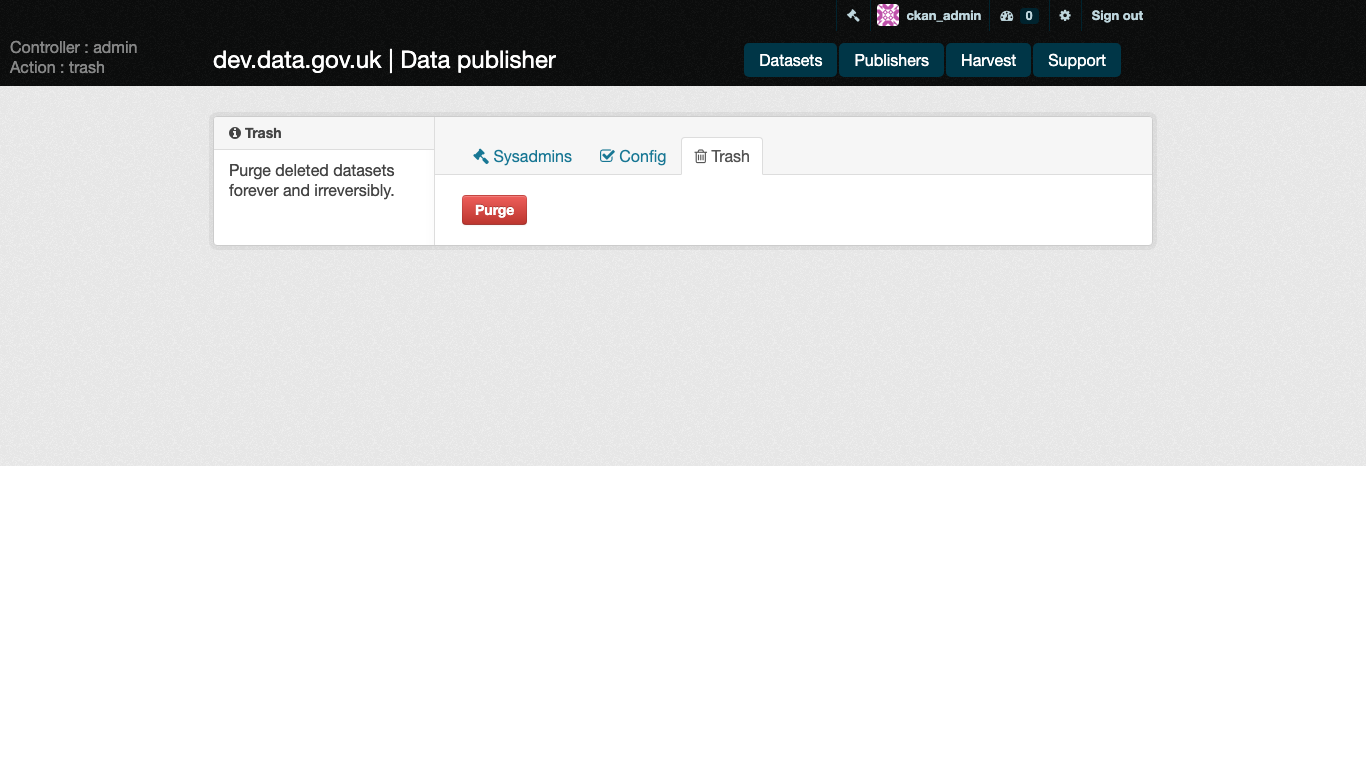 ckan_admin 0 Sign out
Controller : admin
Action : trash
dev.data.gov.uk | Data publisher
Datasets Publishers Harvest Support
Trash
Purge deleted datasets
forever and irreversibly.
Sysadmins Config Trash
Purge